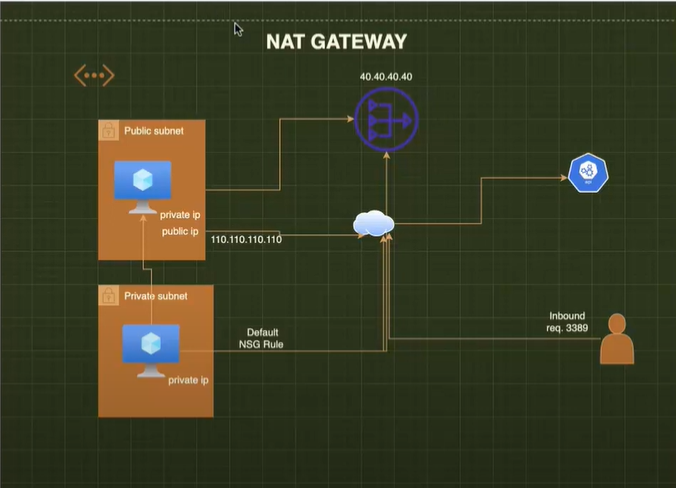 NAT GATEWAY
40.40.40.40
Public subnet
private ip
public ip
110.110.110.110
Private subnet
Default
NSG Rule
private ip
Inbound
req. 3389